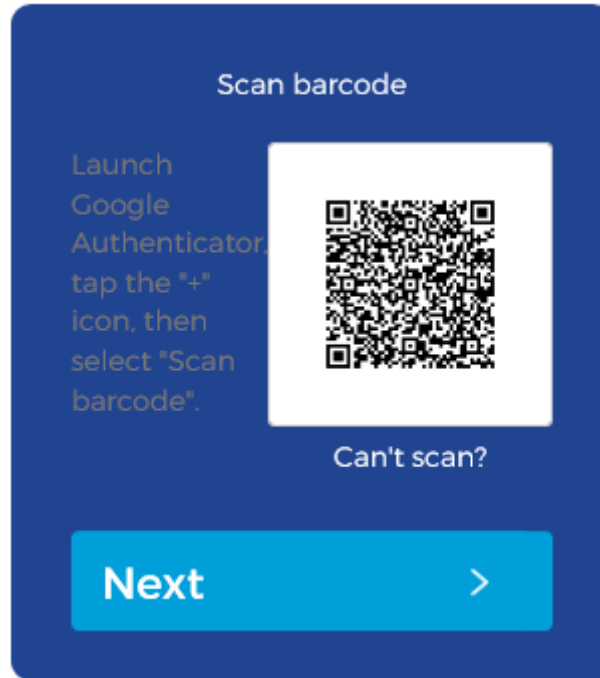 Scan barcode
Launch
Google
Authenticator,
tap the "+"
icon, then
select "Scan
barcode".
Can't scan?
Next